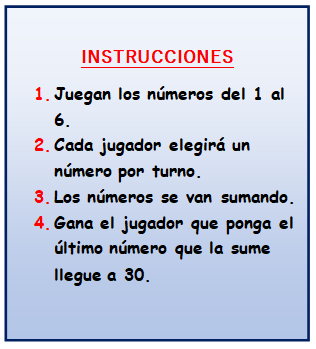 INSTRUCCIONES
1. Juegan los números del 1 al
6.
2. Cada jugador elegirá un
número por turno.
3. Los números se van sumando.
4. Gana el jugador que ponga el
último número que la sume
llegue a 30.